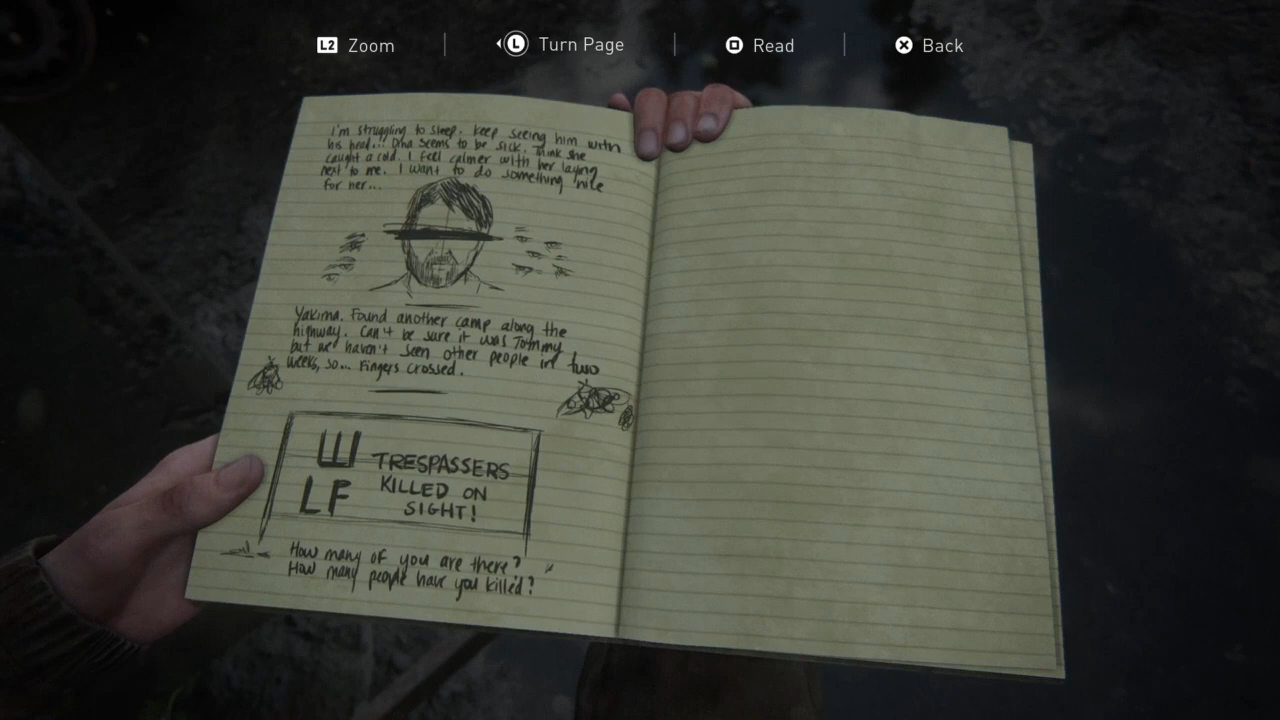 L2 Zoom
L Turn Page
Read
Back
I'm struggling to sleep. Keep seeing him with
his head... Dina seems to be sick. Think she
caught a cold. I feel calmer with her laying
next to me. I want to do something nice
for her...
Yakima. Found another camp along the
highway. Can't be sure it was Tommy
but we haven't seen other people in two
weeks, so... Fingers crossed.
W
LF
TRESPASSERS
KILLED ON
SIGHT!
How many of you are there?
How many people have you killed?